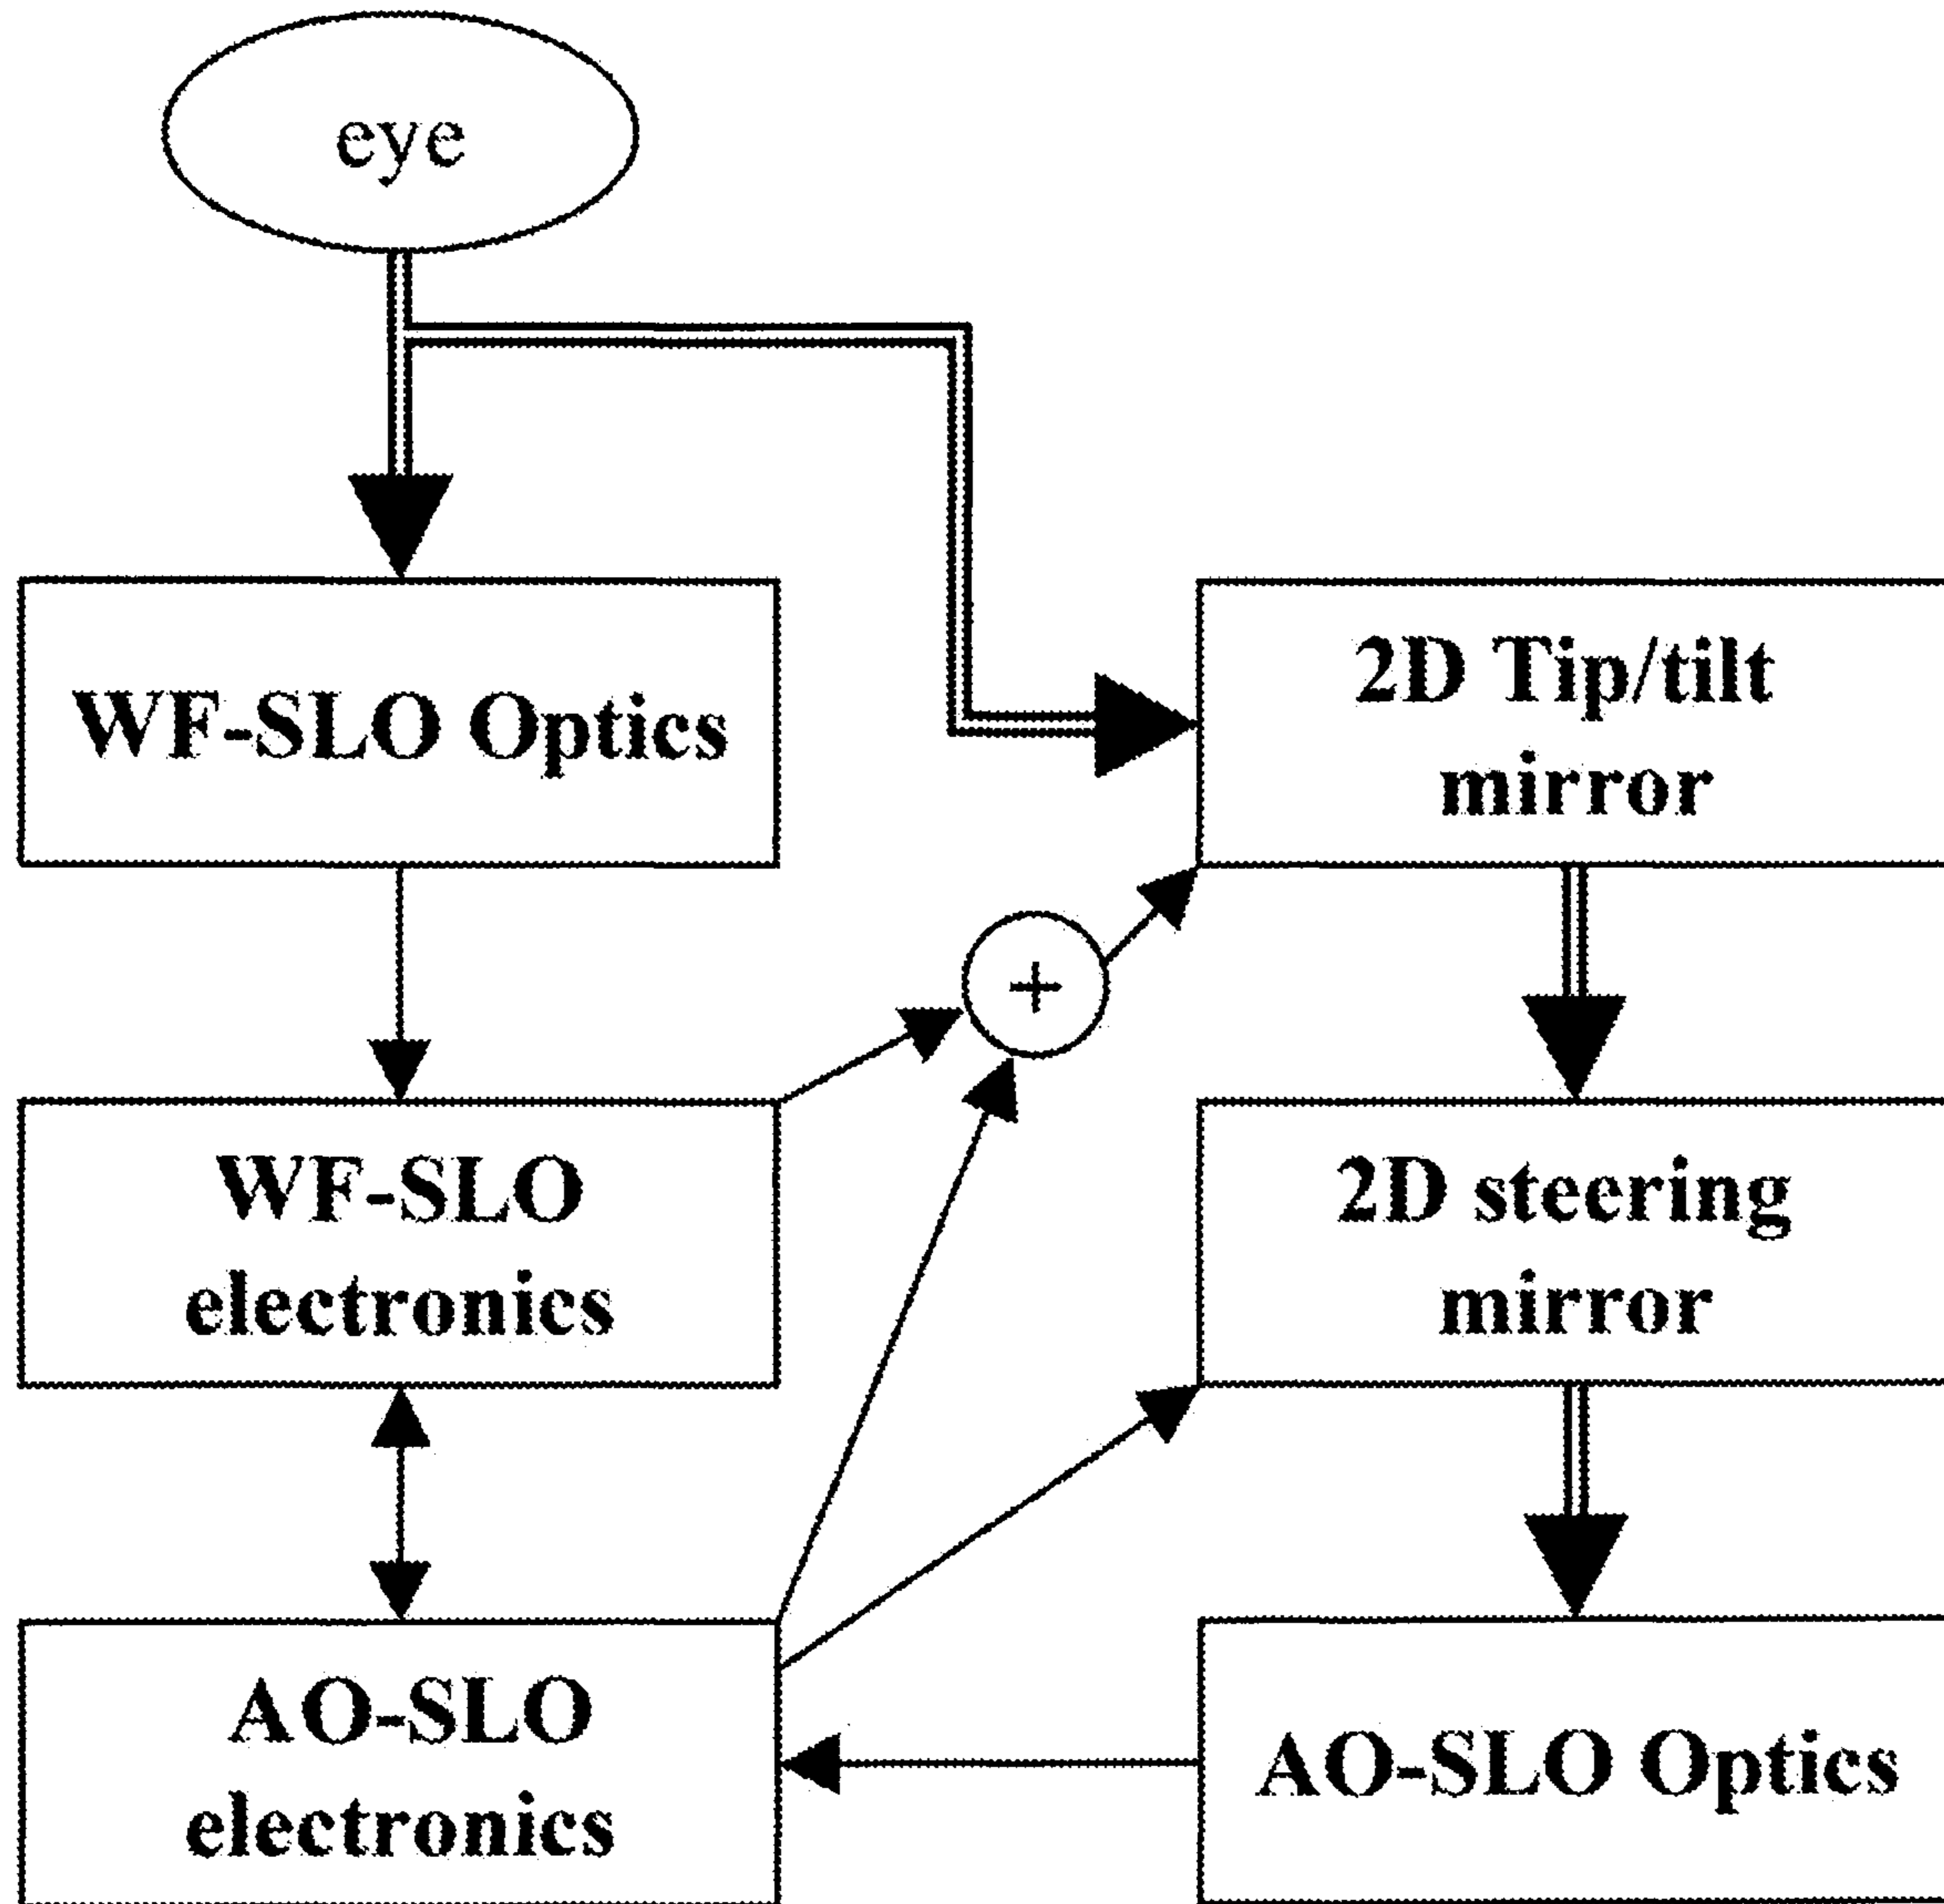 eye
WF-SLO Optics
2D Tip/tilt
mirror
+
WF-SLO
electronics
2D steering
mirror
AO-SLO
electronics
AO-SLO Optics